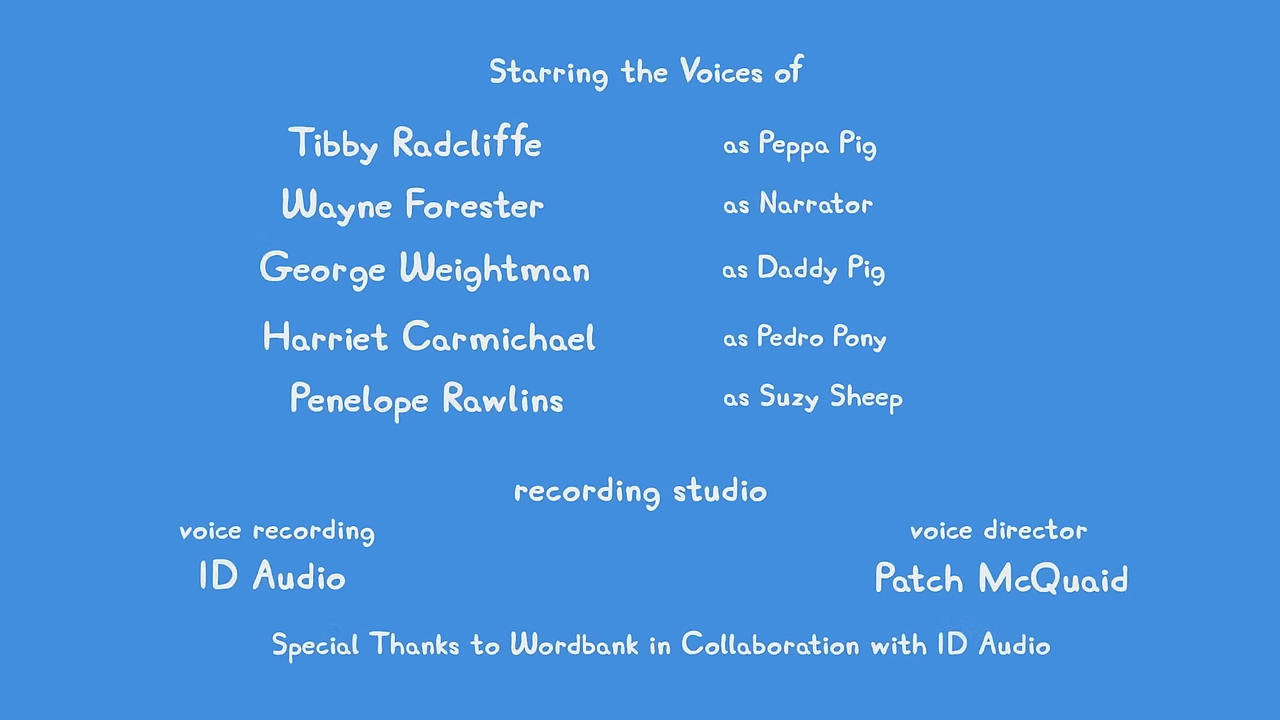 Starring the Voices of
Tibby Radcliffe as Peppa Pig
Wayne Forester as Narrator
George Weightman as Daddy Pig
Harriet Carmichael as Pedro Pony
Penelope Rawlins as Suzy Sheep
recording studio
voice recording voice director
ID Audio Patch McQuaid
Special Thanks to Wordbank in Collaboration with ID Audio